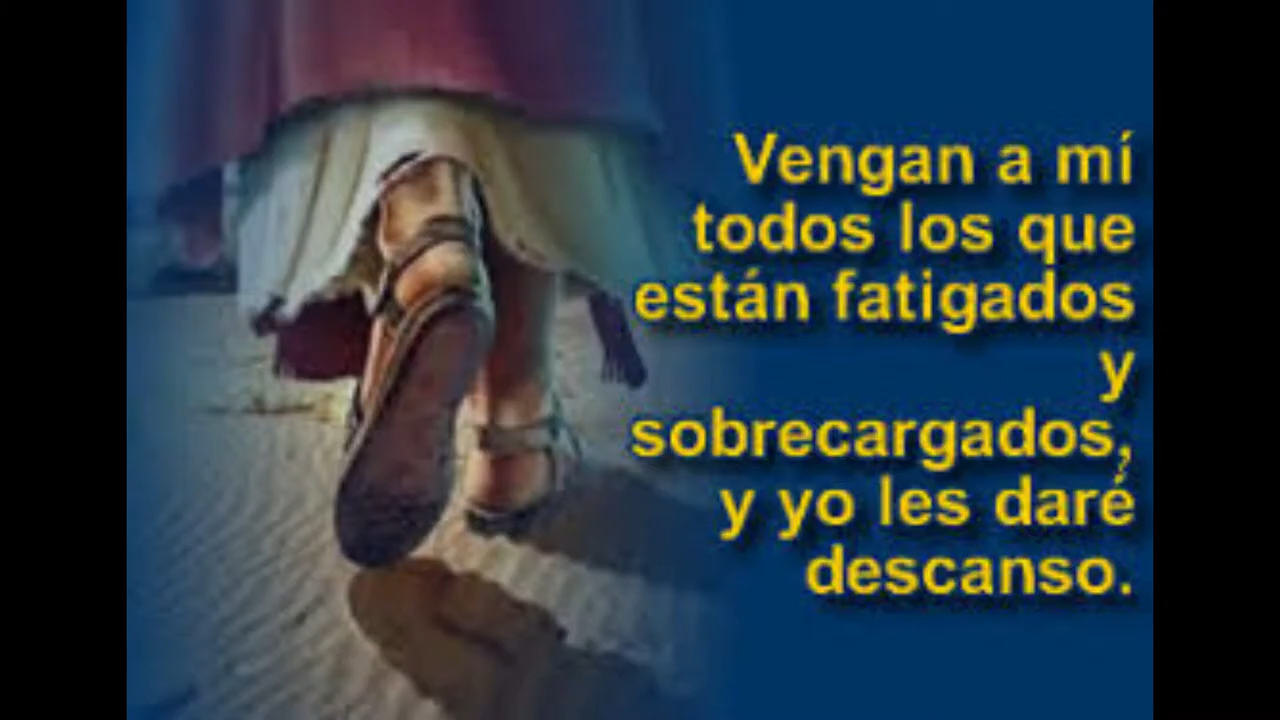 Vengan a mí
todos los que
están fatigados
y
sobrecargados,
y yo les daré
descanso.